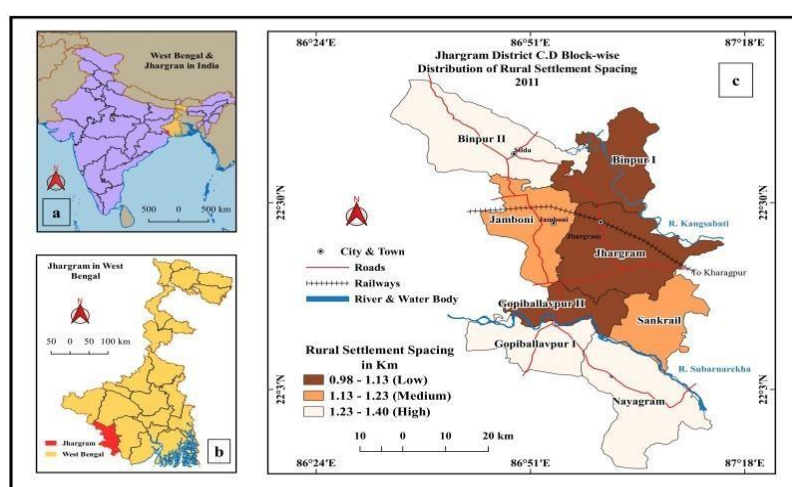 West Bengal &
Jhargran in India
N
500 0 500 km
a
Jhargram in West
Bengal
N
50 0 50 100 km
Jhargram
West Bengal
b
86°24′E 86°51′E 87°18′E
Jhargram District C.D Block-wise
Distribution of Rural Settlement Spacing
2011
c
Binpur II
Silda
Binpur I
22°30′N 22°30′N
N
R. Kangsabati
Jamboni
Jamboni
Jhargram
Jhargram
To Kharagpur
City & Town
Roads
Railways
River & Water Body
Gopiballavpur II
Sankrail
Gopiballavpur I
R. Subarnarekha
Nayagram
Rural Settlement Spacing
in Km
0.98 - 1.13 (Low)
1.13 - 1.23 (Medium)
1.23 - 1.40 (High)
22°3′N 22°3′N
10 0 10 20 km
86°24′E 86°51′E 87°18′E